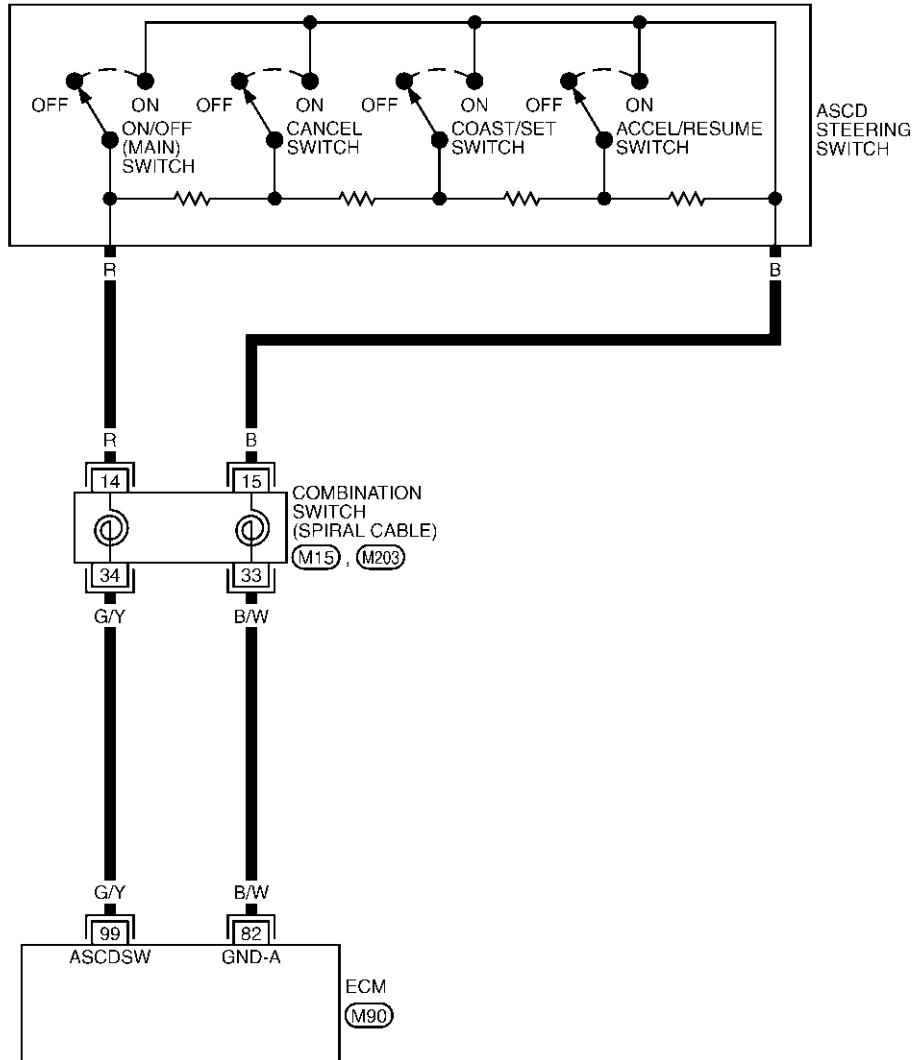 OFF ON OFF ON OFF ON OFF ON
ON/OFF
(MAIN)
SWITCH
CANCEL
SWITCH
COAST/SET
SWITCH
ACCEL/RESUME
SWITCH
ASCD
STEERING
SWITCH
R B
R B
14 15
COMBINATION
SWITCH
(SPIRAL CABLE)
M15 , M203
34 33
G/Y B/W
G/Y B/W
99 82
ASCDSW GND-A
ECM
M90